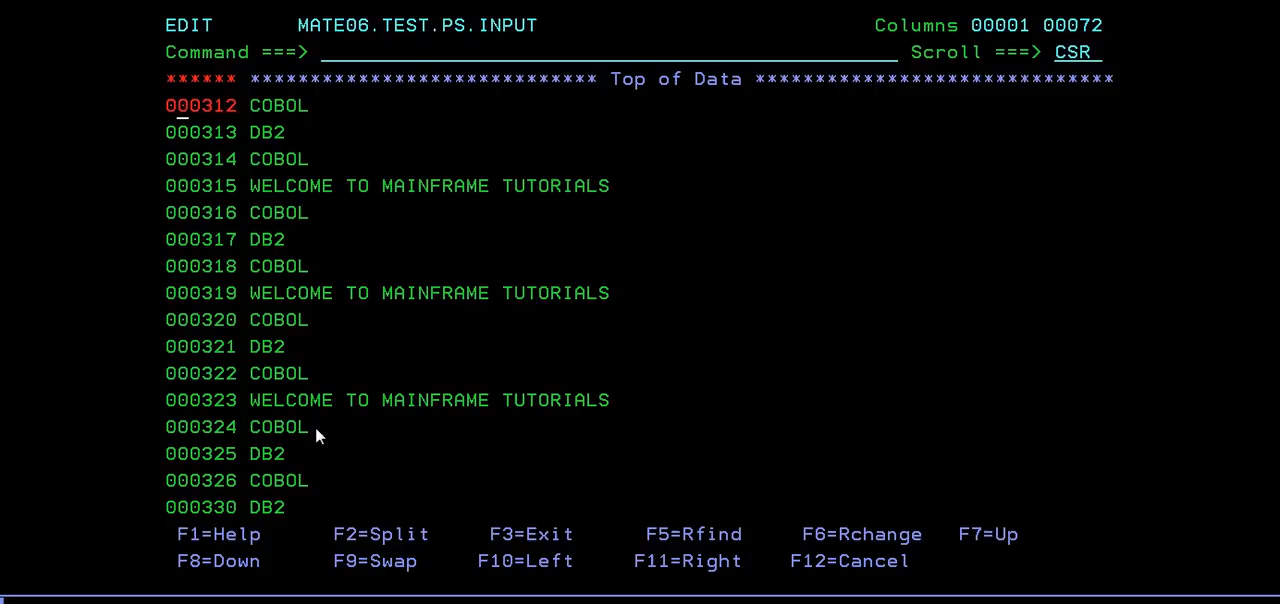 EDIT MATE06.TEST.PS.INPUT Columns 00001 00072
Command ===> Scroll ===> CSR
****** ***************************** Top of Data ******************************
000312 COBOL
000313 DB2
000314 COBOL
000315 WELCOME TO MAINFRAME TUTORIALS
000316 COBOL
000317 DB2
000318 COBOL
000319 WELCOME TO MAINFRAME TUTORIALS
000320 COBOL
000321 DB2
000322 COBOL
000323 WELCOME TO MAINFRAME TUTORIALS
000324 COBOL
000325 DB2
000326 COBOL
000330 DB2
F1=Help F2=Split F3=Exit F5=Rfind F6=Rchange F7=Up
F8=Down F9=Swap F10=Left F11=Right F12=Cancel